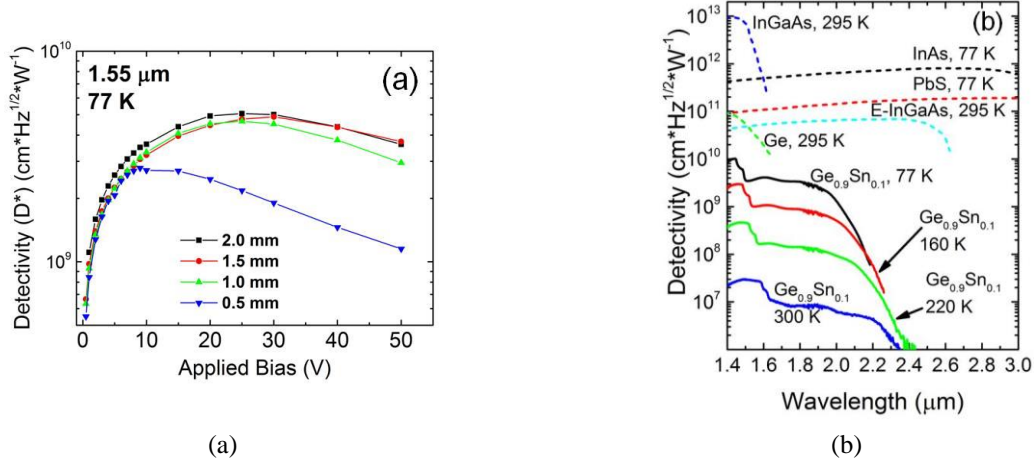 (a)
1.55 μm
77 K
Detectivity (D*) (cm*Hz^1/2*W^-1)
10^10
10^9
2.0 mm
1.5 mm
1.0 mm
0.5 mm
0 10 20 30 40 50
Applied Bias (V)
(a)
(b)
InGaAs, 295 K
InAs, 77 K
PbS, 77 K
E-InGaAs, 295 K
Ge, 295 K
Ge0.9Sn0.1, 77 K
Ge0.9Sn0.1
160 K
Ge0.9Sn0.1
220 K
Ge0.9Sn0.1
300 K
Detectivity (cm*Hz^1/2*W^-1)
10^13
10^12
10^11
10^10
10^9
10^8
10^7
1.4 1.6 1.8 2.0 2.2 2.4 2.6 2.8 3.0
Wavelength (μm)
(b)